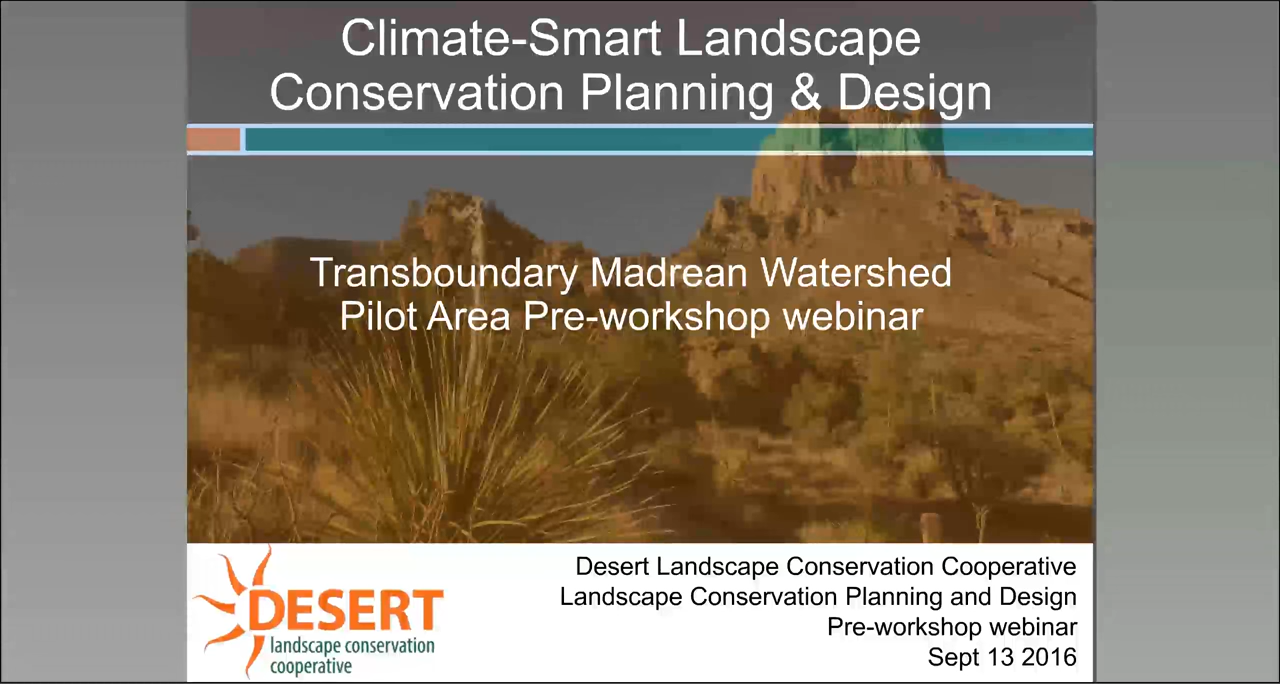 Climate-Smart Landscape
Conservation Planning & Design
Transboundary Madrean Watershed
Pilot Area Pre-workshop webinar
DESERT
landscape conservation
cooperative
Desert Landscape Conservation Cooperative
Landscape Conservation Planning and Design
Pre-workshop webinar
Sept 13 2016